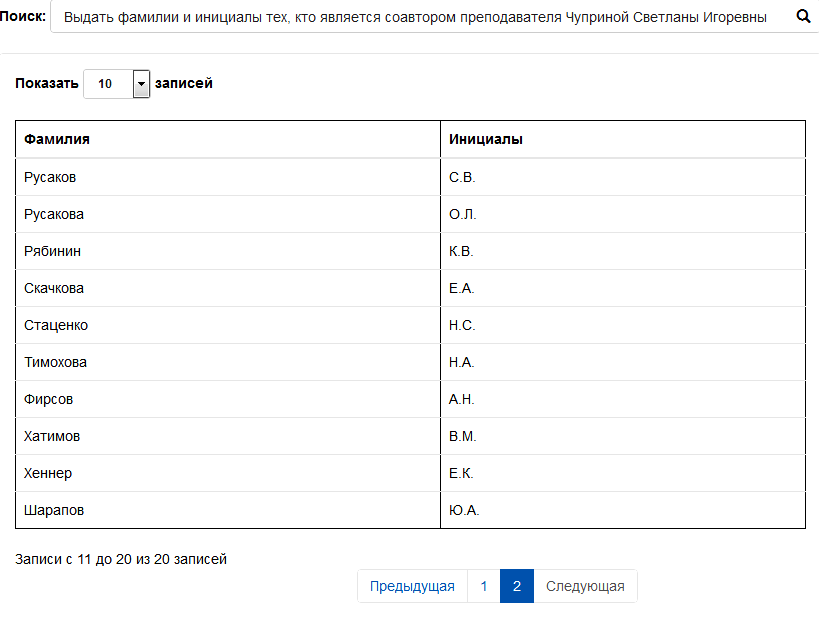 Поиск: Выдать фамилии и инициалы тех, кто является соавтором преподавателя Чуприной Светланы Игоревны
Показать 10 записей
Фамилия Инициалы
Русаков С.В.
Русакова О.Л.
Рябинин К.В.
Скачкова Е.А.
Стаценко Н.С.
Тимохова Н.А.
Фирсов А.Н.
Хатимов В.М.
Хеннер Е.К.
Шарапов Ю.А.
Записи с 11 до 20 из 20 записей
Предыдущая 1 2 Следующая